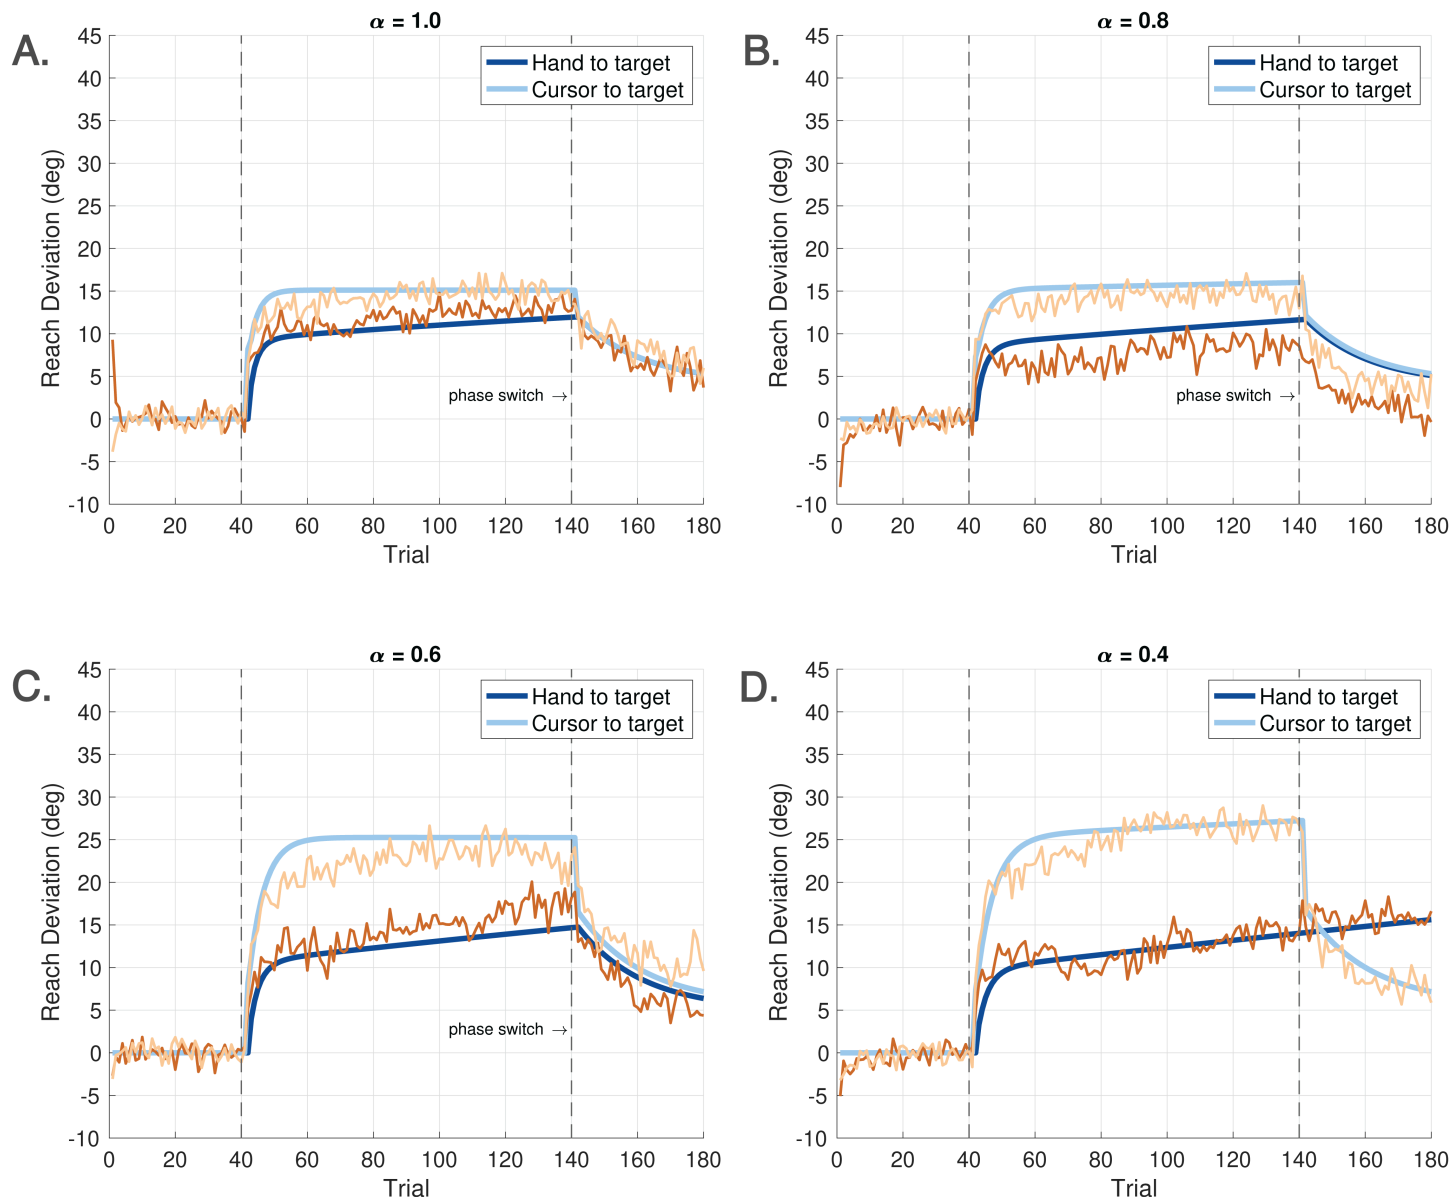 A.
α = 1.0
45
40
35
30
25
20
15
10
5
0
-5
-10
Reach Deviation (deg)
Hand to target
Cursor to target
phase switch →
0 20 40 60 80 100 120 140 160 180
Trial
B.
α = 0.8
45
40
35
30
25
20
15
10
5
0
-5
-10
Reach Deviation (deg)
Hand to target
Cursor to target
phase switch →
0 20 40 60 80 100 120 140 160 180
Trial
C.
α = 0.6
45
40
35
30
25
20
15
10
5
0
-5
-10
Reach Deviation (deg)
Hand to target
Cursor to target
phase switch →
0 20 40 60 80 100 120 140 160 180
Trial
D.
α = 0.4
45
40
35
30
25
20
15
10
5
0
-5
-10
Reach Deviation (deg)
Hand to target
Cursor to target
0 20 40 60 80 100 120 140 160 180
Trial